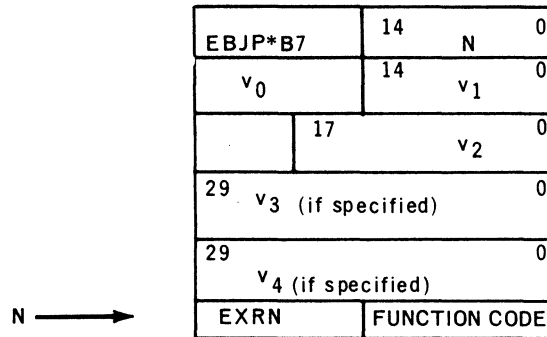 14 0
EBJP*B7 N
v0 14 v1 0
17 v2 0
29 v3 (if specified) 0
29 0
v4 (if specified)
N EXRN FUNCTION CODE